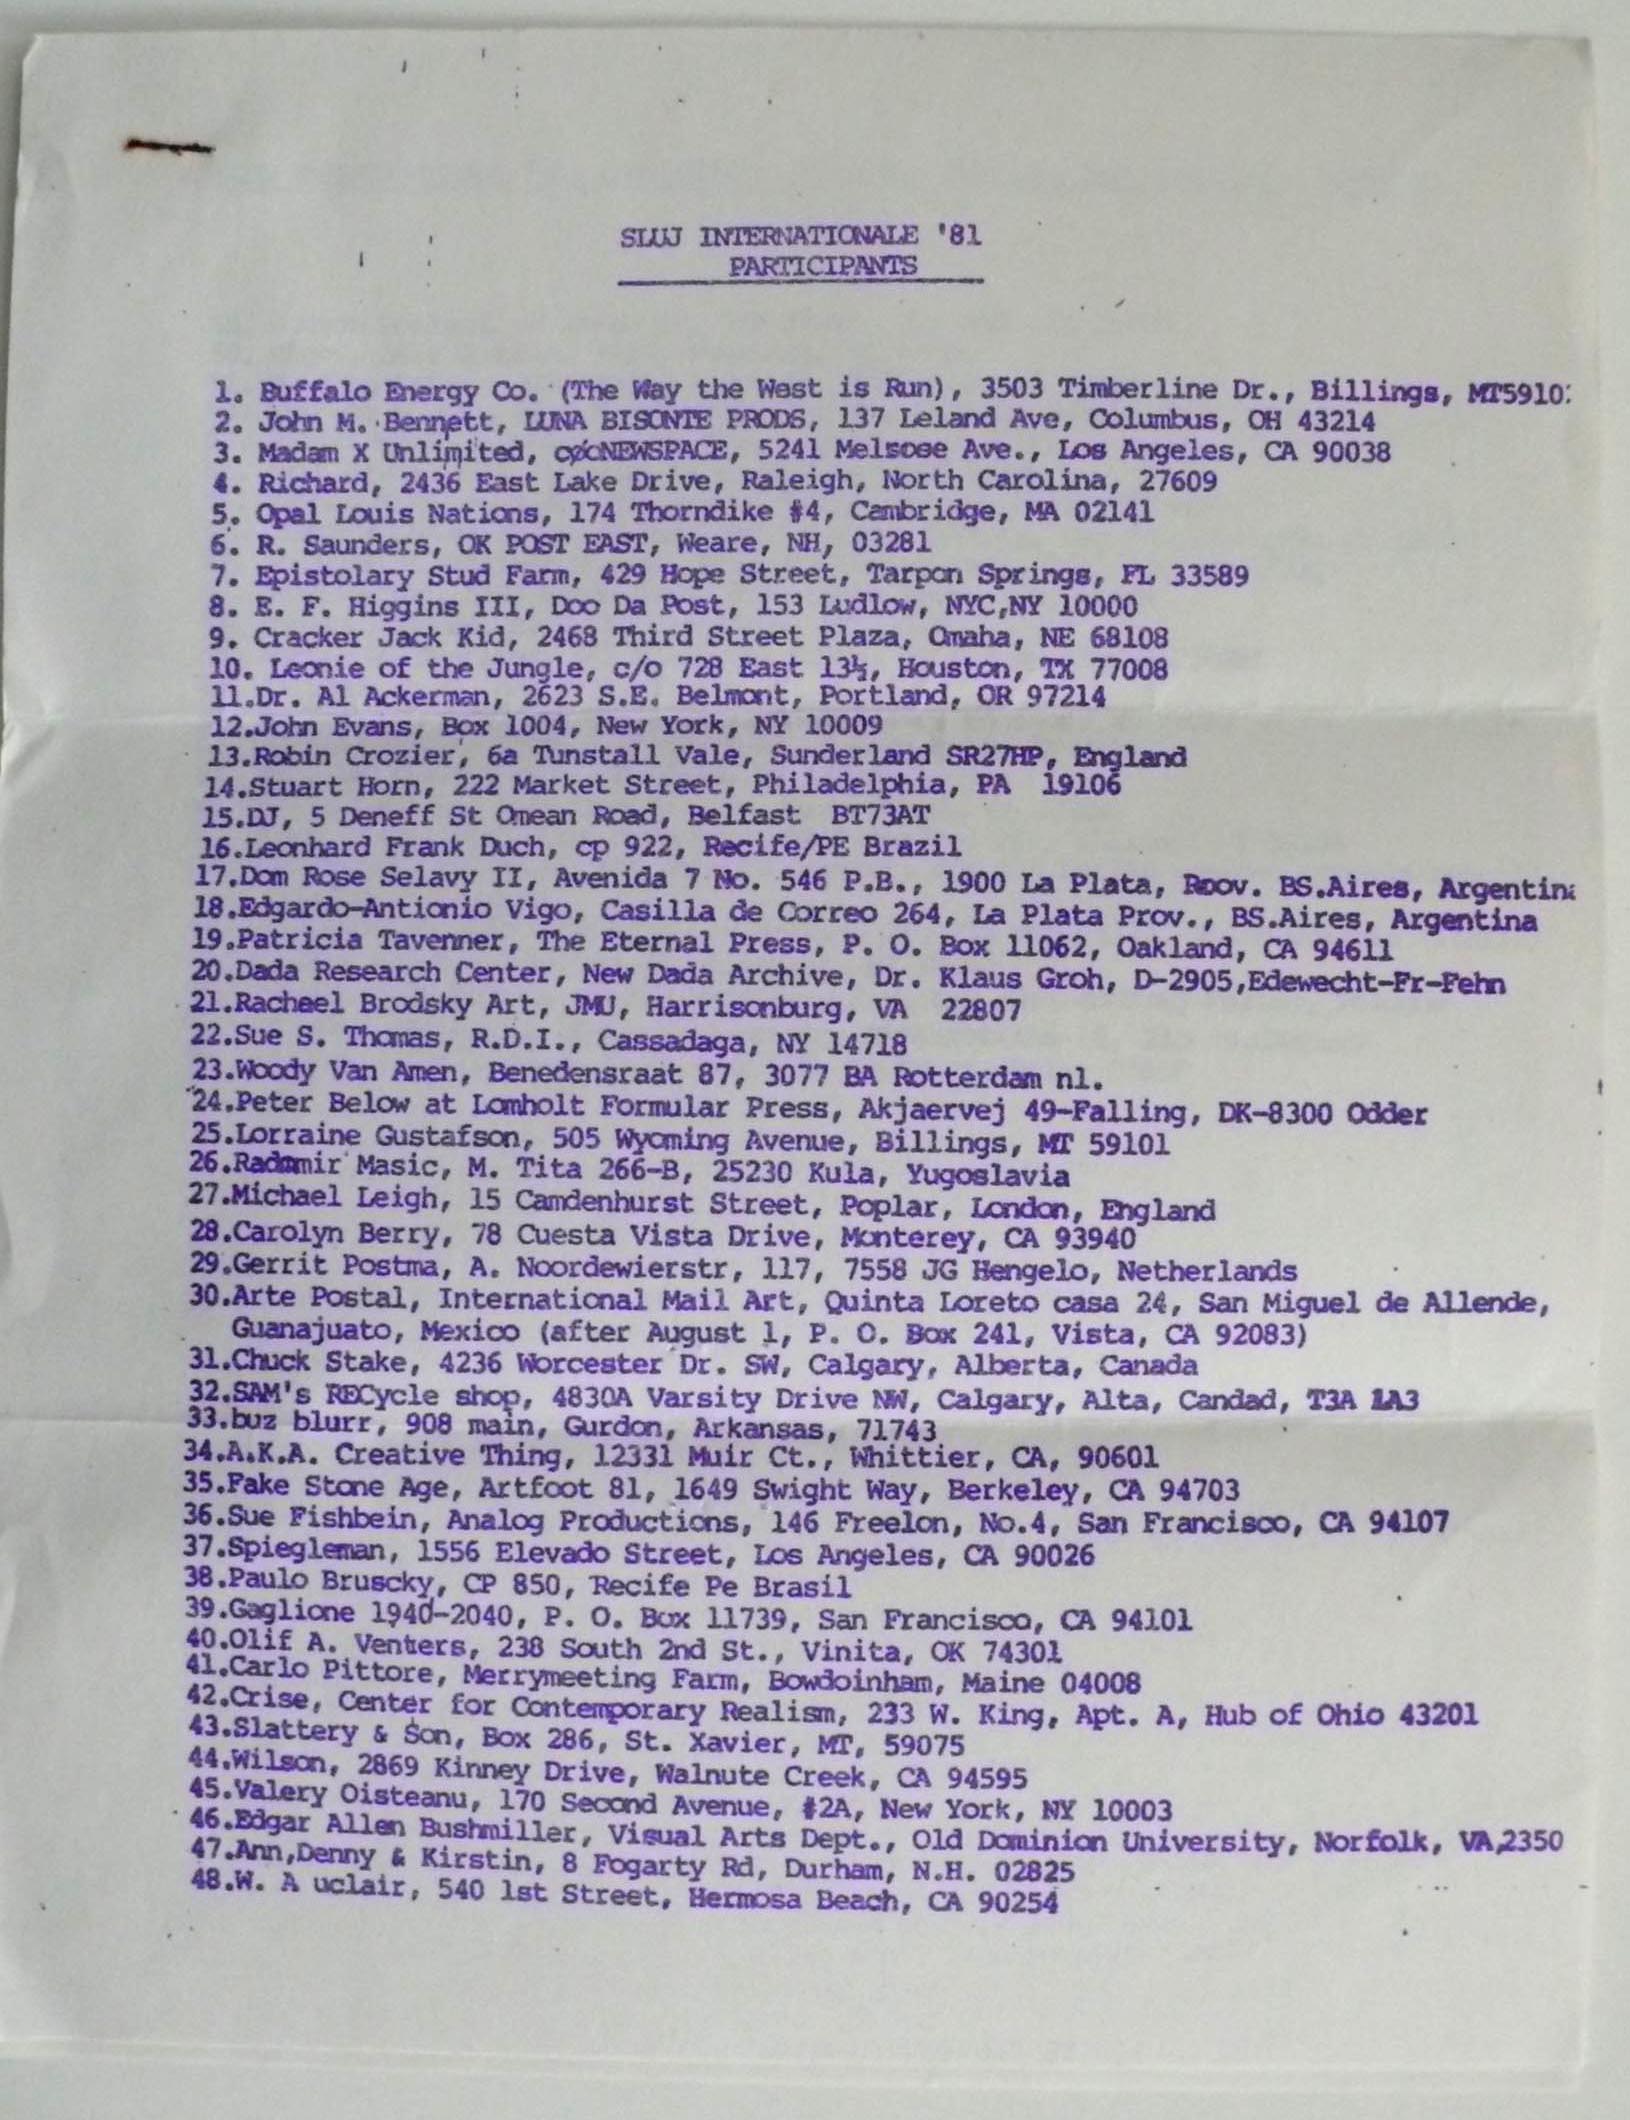 SLUJ INTERNATIONALE '81
PARTICIPANTS
1. Buffalo Energy Co. (The Way the West is Run), 3503 Timberline Dr., Billings, MT5910
2. John M. Bennett, LUNA BISONTE PRODS, 137 Leland Ave, Columbus, OH 43214
3. Madam X Unlimited, c/oNEWSPACE, 5241 Melsoee Ave., Los Angeles, CA 90038
4. Richard, 2436 East Lake Drive, Raleigh, North Carolina, 27609
5. Opal Louis Nations, 174 Thorndike #4, Cambridge, MA 02141
6. R. Saunders, OK POST EAST, Weare, NH, 03281
7. Epistolary Stud Farm, 429 Hope Street, Tarpon Springs, FL 33589
8. E. F. Higgins III, Doo Da Post, 153 Ludlow, NYC,NY 10000
9. Cracker Jack Kid, 2468 Third Street Plaza, Omaha, NE 68108
10. Leonie of the Jungle, c/o 728 East 13½, Houston, TX 77008
11.Dr. Al Ackerman, 2623 S.E. Belmont, Portland, OR 97214
12.John Evans, Box 1004, New York, NY 10009
13.Robin Crozier, 6a Tunstall Vale, Sunderland SR27HP, England
14.Stuart Horn, 222 Market Street, Philadelphia, PA 19106
15.DJ, 5 Deneff St Omean Road, Belfast BT73AT
16.Leonhard Frank Duch, cp 922, Recife/PE Brazil
17.Dom Rose Selavy II, Avenida 7 No. 546 P.B., 1900 La Plata, Roov. BS.Aires, Argentina
18.Edgardo-Antionio Vigo, Casilla de Correo 264, La Plata Prov., BS.Aires, Argentina
19.Patricia Tavenner, The Eternal Press, P. O. Box 11062, Oakland, CA 94611
20.Dada Research Center, New Dada Archive, Dr. Klaus Groh, D-2905,Edewecht-Fr-Fehn
21.Rachael Brodsky Art, JMU, Harrisonburg, VA 22807
22.Sue S. Thomas, R.D.I., Cassadaga, NY 14718
23.Woody Van Amen, Benedensraat 87, 3077 BA Rotterdam nl.
24.Peter Below at Lomholt Formular Press, Akjaervej 49-Falling, DK-8300 Odder
25.Lorraine Gustafson, 505 Wyoming Avenue, Billings, MT 59101
26.Radomir Masic, M. Tita 266-B, 25230 Kula, Yugoslavia
27.Michael Leigh, 15 Camdenhurst Street, Poplar, London, England
28.Carolyn Berry, 78 Cuesta Vista Drive, Monterey, CA 93940
29.Gerrit Postma, A. Noordewierstr, 117, 7558 JG Hengelo, Netherlands
30.Arte Postal, International Mail Art, Quinta Loreto casa 24, San Miguel de Allende,
Guanajuato, Mexico (after August 1, P. O. Box 241, Vista, CA 92083)
31.Chuck Stake, 4236 Worcester Dr. SW, Calgary, Alberta, Canada
32.SAM's RECycle shop, 4830A Varsity Drive NW, Calgary, Alta, Candad, T3A 1A3
33.buz blurr, 908 main, Gurdon, Arkansas, 71743
34.A.K.A. Creative Thing, 12331 Muir Ct., Whittier, CA, 90601
35.Fake Stone Age, Artfoot 81, 1649 Swight Way, Berkeley, CA 94703
36.Sue Fishbein, Analog Productions, 146 Freelon, No.4, San Francisco, CA 94107
37.Spiegleman, 1556 Elevado Street, Los Angeles, CA 90026
38.Paulo Bruscky, CP 850, Recife Pe Brasil
39.Gaglione 1940-2040, P. O. Box 11739, San Francisco, CA 94101
40.Olif A. Venters, 238 South 2nd St., Vinita, OK 74301
41.Carlo Pittore, Merrymeeting Farm, Bowdoinham, Maine 04008
42.Crise, Center for Contemporary Realism, 233 W. King, Apt. A, Hub of Ohio 43201
43.Slattery & Son, Box 286, St. Xavier, MT, 59075
44.Wilson, 2869 Kinney Drive, Walnute Creek, CA 94595
45.Valery Oisteanu, 170 Second Avenue, #2A, New York, NY 10003
46.Edgar Allen Bushmiller, Visual Arts Dept., Old Dominion University, Norfolk, VA,2350
47.Ann,Denny & Kirstin, 8 Fogarty Rd, Durham, N.H. 02825
48.W. A uclair, 540 1st Street, Hermosa Beach, CA 90254